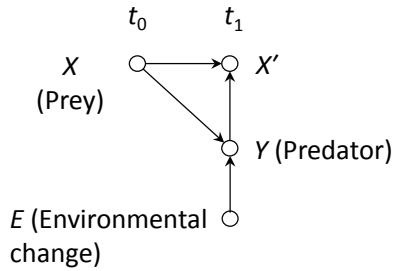 t₀ t₁
X X′
(Prey)
Y (Predator)
E (Environmental
change)